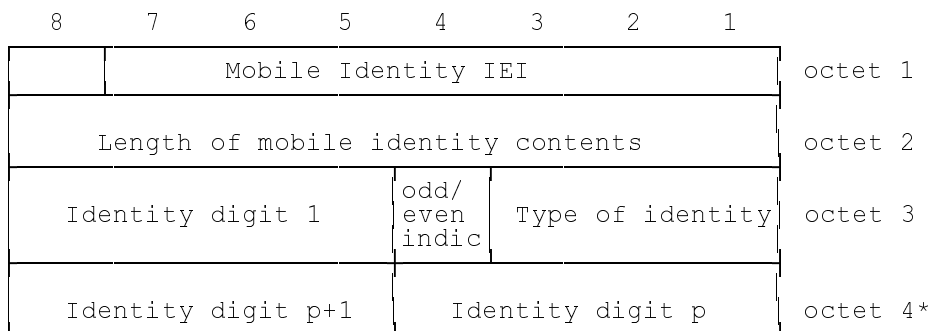 8 7 6 5 4 3 2 1
Mobile Identity IEI octet 1
Length of mobile identity contents octet 2
odd/
Identity digit 1 even Type of identity octet 3
indic
Identity digit p+1 Identity digit p octet 4*